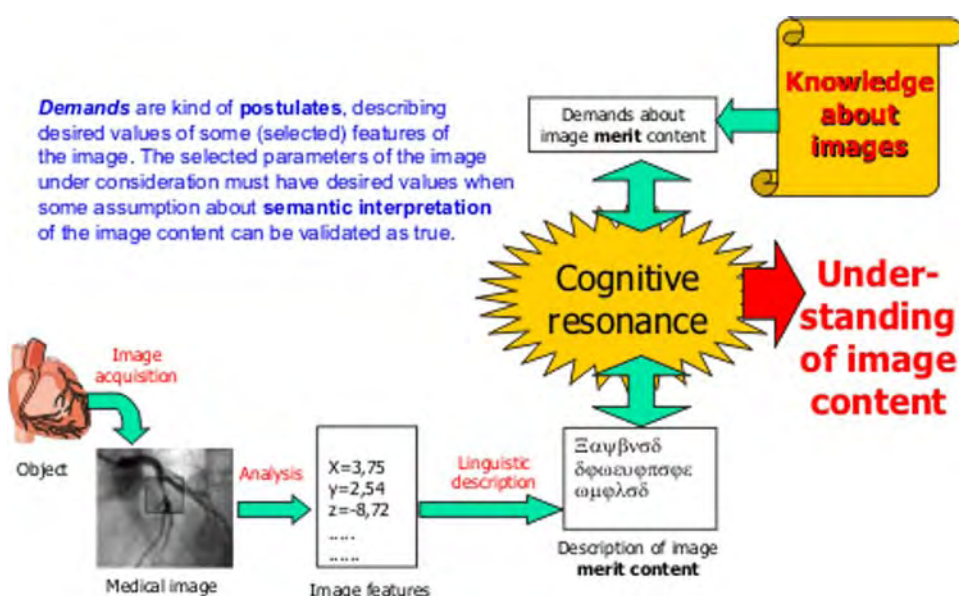 Demands are kind of postulates, describing
desired values of some (selected) features of
the image. The selected parameters of the image
under consideration must have desired values when
some assumption about semantic interpretation
of the image content can be validated as true.
Demands about
image merit content
Knowledge
about
images
Cognitive
resonance
Under-
standing
of image
content
Image
acquisition
Object
Medical image
Analysis
X=3,75
y=2,54
z=-8,72
.....
......
Image features
Linguistic
description
Ξαψβνσδ
δφωευφπσφε
ωμφλσδ
Description of image
merit content